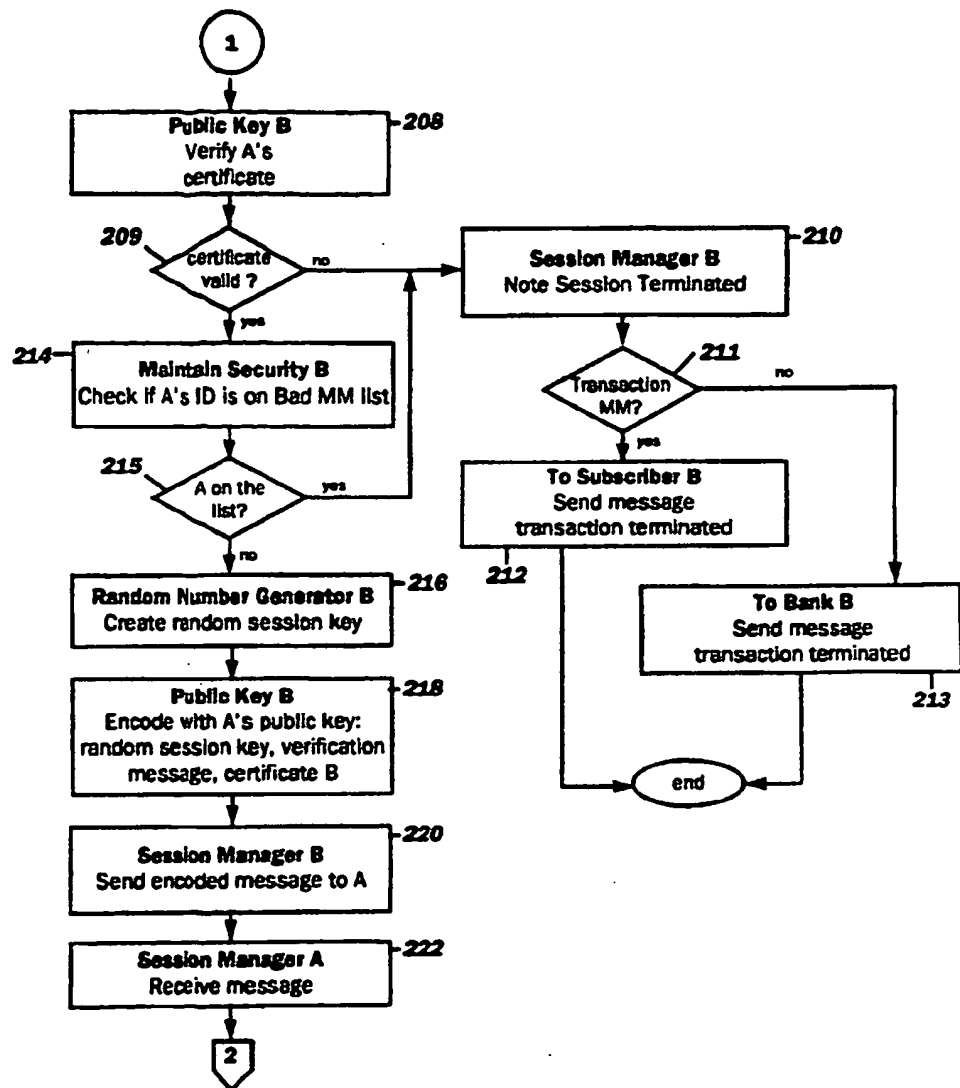 1
Public Key B
Verify A's
certificate
208
209
certificate
valid ?
no
yes
210
Session Manager B
Note Session Terminated
214
Maintain Security B
Check if A's ID is on Bad MM list
211
Transaction
MM?
no
yes
215
A on the
list?
yes
no
To Subscriber B
Send message
transaction terminated
212
216
Random Number Generator B
Create random session key
To Bank B
Send message
transaction terminated
213
218
Public Key B
Encode with A's public key:
random session key, verification
message, certificate B
end
220
Session Manager B
Send encoded message to A
222
Session Manager A
Receive message
2